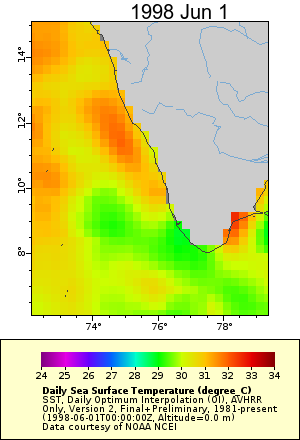 1998 Jun 1
14°
12°
10°
8°
74° 76° 78°
24 25 26 27 28 29 30 31 32 33 34
Daily Sea Surface Temperature (degree_C)
SST, Daily Optimum Interpolation (OI), AVHRR
Only, Version 2, Final+Preliminary, 1981-present
(1998-06-01T00:00:00Z, Altitude=0.0 m)
Data courtesy of NOAA NCEI